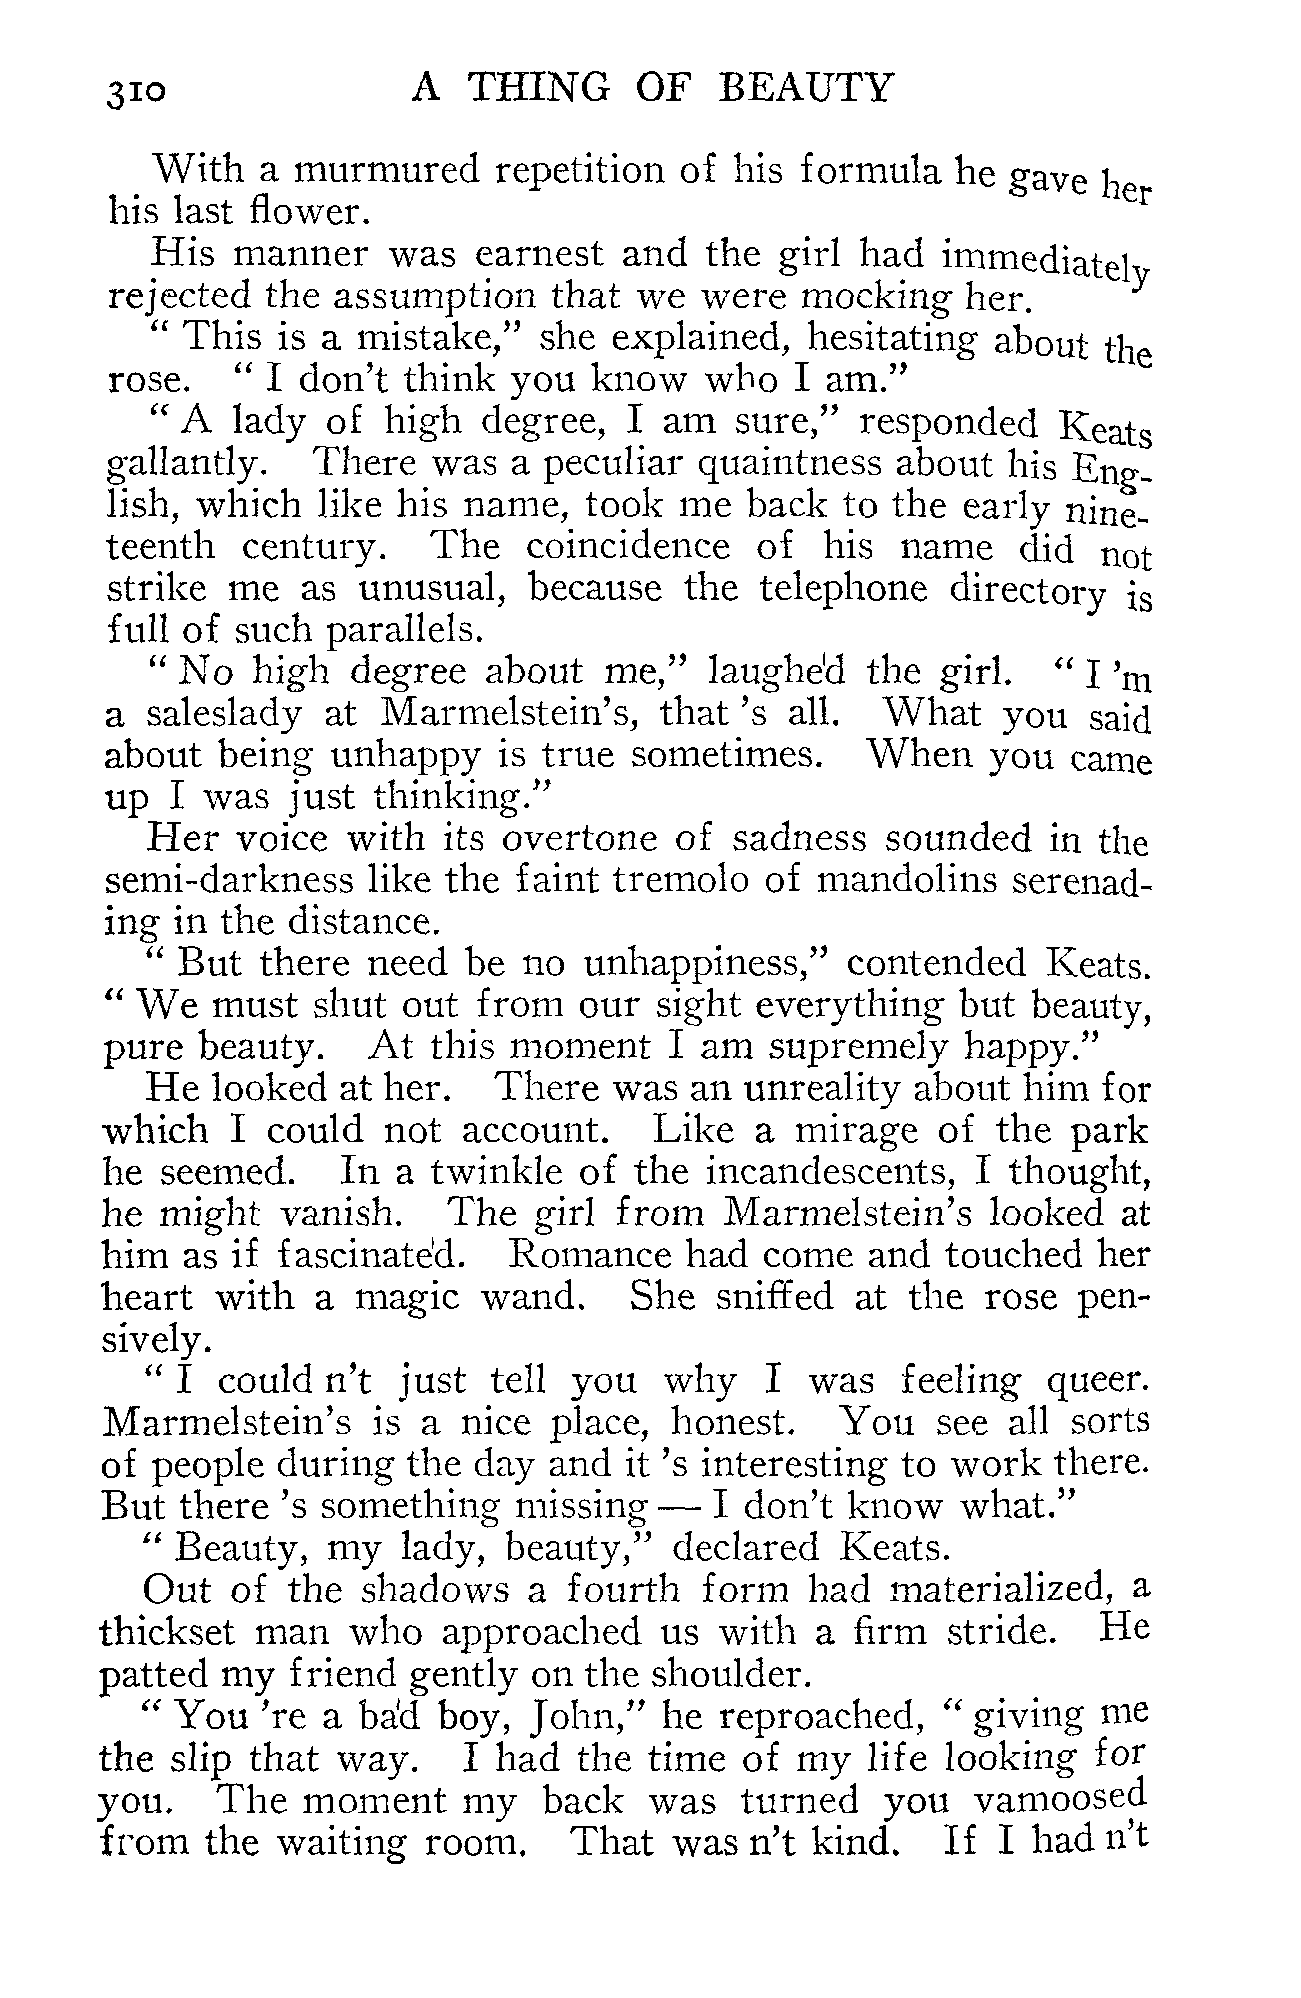 310 A THING OF BEAUTY
With a murmured repetition of his formula he gave her
his last flower.
His manner was earnest and the girl had immediately
rejected the assumption that we were mocking her.
“ This is a mistake,” she explained, hesitating about the
rose. “ I don't think you know who I am.”
“ A lady of high degree, I am sure,” responded Keats
gallantly. There was a peculiar quaintness about his Eng-
lish, which like his name, took me back to the early nine-
teenth century. The coincidence of his name did not
strike me as unusual, because the telephone directory is
full of such parallels.
“ No high degree about me,” laughed the girl. “ I 'm
a saleslady at Marmelstein's, that 's all. What you said
about being unhappy is true sometimes. When you came
up I was just thinking.”
Her voice with its overtone of sadness sounded in the
semi-darkness like the faint tremolo of mandolins serenad-
ing in the distance.
“ But there need be no unhappiness,” contended Keats.
“ We must shut out from our sight everything but beauty,
pure beauty. At this moment I am supremely happy.”
He looked at her. There was an unreality about him for
which I could not account. Like a mirage of the park
he seemed. In a twinkle of the incandescents, I thought,
he might vanish. The girl from Marmelstein's looked at
him as if fascinated. Romance had come and touched her
heart with a magic wand. She sniffed at the rose pen-
sively.
“ I could n't just tell you why I was feeling queer.
Marmelstein's is a nice place, honest. You see all sorts
of people during the day and it 's interesting to work there.
But there 's something missing — I don't know what.”
“ Beauty, my lady, beauty,” declared Keats.
Out of the shadows a fourth form had materialized, a
thickset man who approached us with a firm stride. He
patted my friend gently on the shoulder.
“ You 're a bad boy, John,” he reproached, “ giving me
the slip that way. I had the time of my life looking for
you. The moment my back was turned you vamoosed
from the waiting room. That was n't kind. If I had n't